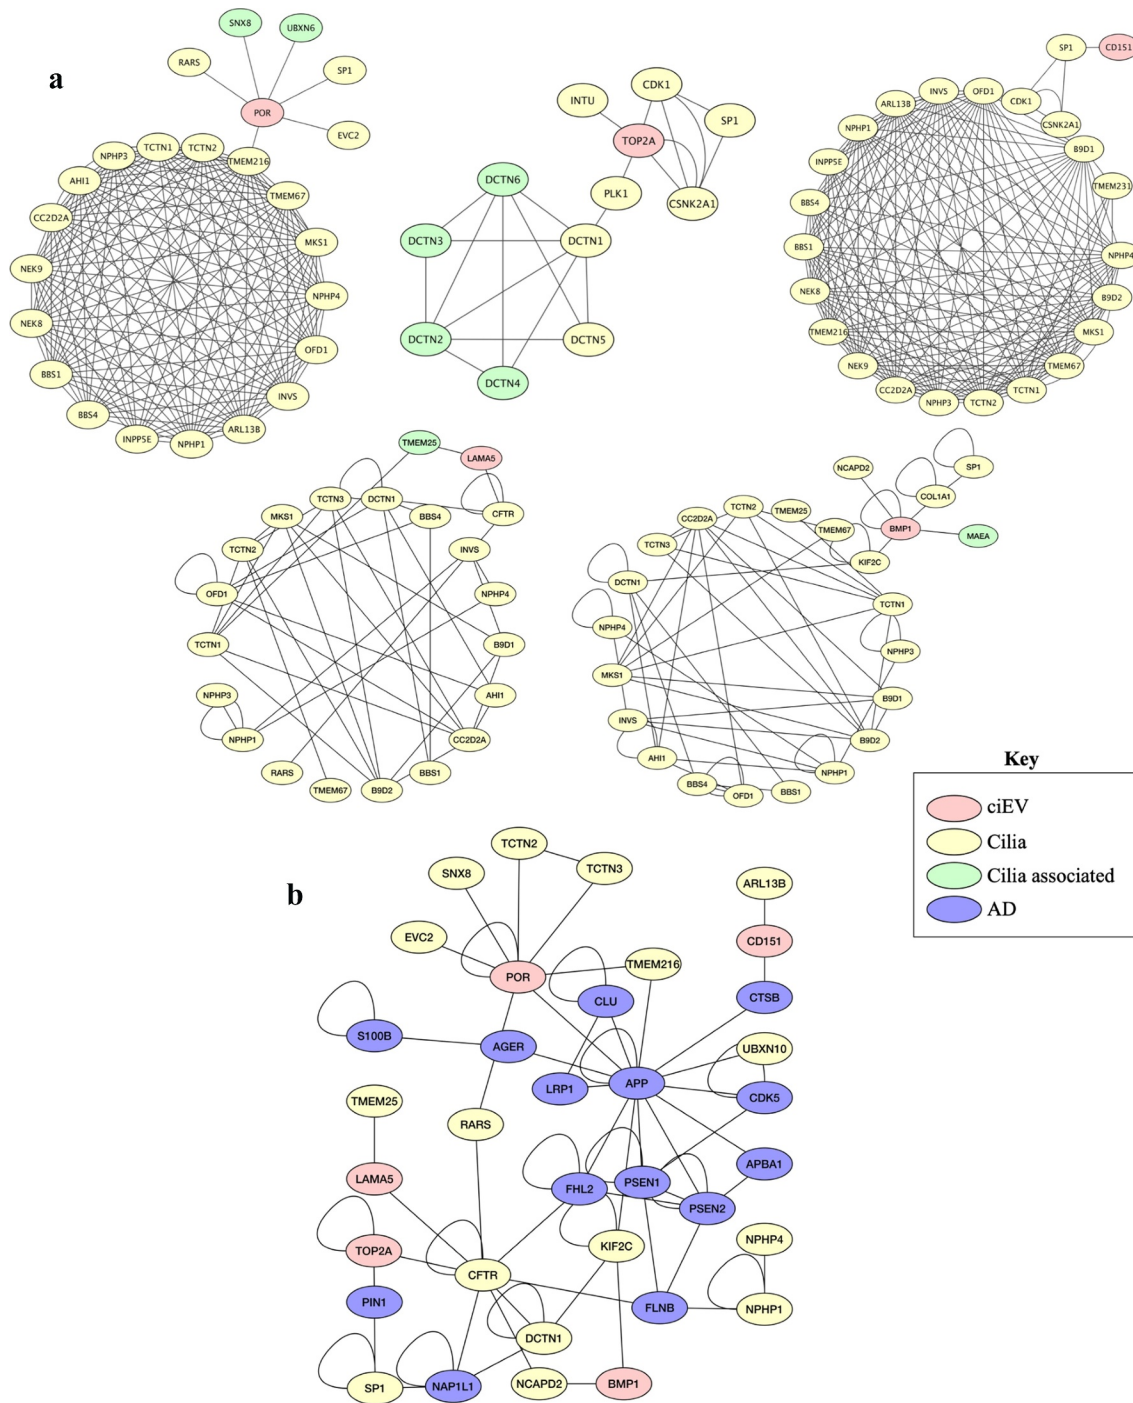 a
SNX8
UBXN6
RARS
SP1
POR
EVC2
TCTN1
TCTN2
NPHP3
TMEM216
AHI1
TMEM67
CC2D2A
MKS1
NEK9
NPHP4
NEK8
OFD1
BBS1
INVS
BBS4
ARL13B
INPP5E
NPHP1
CDK1
INTU
SP1
TOP2A
PLK1
CSNK2A1
DCTN6
DCTN3
DCTN1
DCTN2
DCTN5
DCTN4
SP1
CD151
INVS
OFD1
ARL13B
CDK1
NPHP1
CSNK2A1
B9D1
INPP5E
TMEM231
BBS4
BBS1
NPHP4
NEK8
B9D2
TMEM216
MKS1
NEK9
TMEM67
CC2D2A
TCTN1
NPHP3
TCTN2
TMEM25
LAMA5
TCTN3
DCTN1
MKS1
BBS4
CFTR
TCTN2
INVS
OFD1
NPHP4
TCTN1
B9D1
NPHP3
AHI1
NPHP1
CC2D2A
RARS
BBS1
TMEM67
B9D2
NCAPD2
SP1
COL1A1
TCTN2
TMEM25
CC2D2A
TMEM67
BMP1
MAEA
TCTN3
KIF2C
DCTN1
TCTN1
NPHP4
NPHP3
MKS1
B9D1
INVS
B9D2
AHI1
NPHP1
BBS4
BBS1
OFD1
Key
ciEV
Cilia
Cilia associated
AD
b
TCTN2
TCTN3
SNX8
ARL13B
EVC2
CD151
POR
TMEM216
CLU
CTSB
S100B
AGER
UBXN10
LRP1
APP
CDK5
TMEM25
RARS
APBA1
LAMA5
FHL2
PSEN1
PSEN2
TOP2A
KIF2C
NPHP4
CFTR
PIN1
FLNB
NPHP1
DCTN1
SP1
NAP1L1
NCAPD2
BMP1